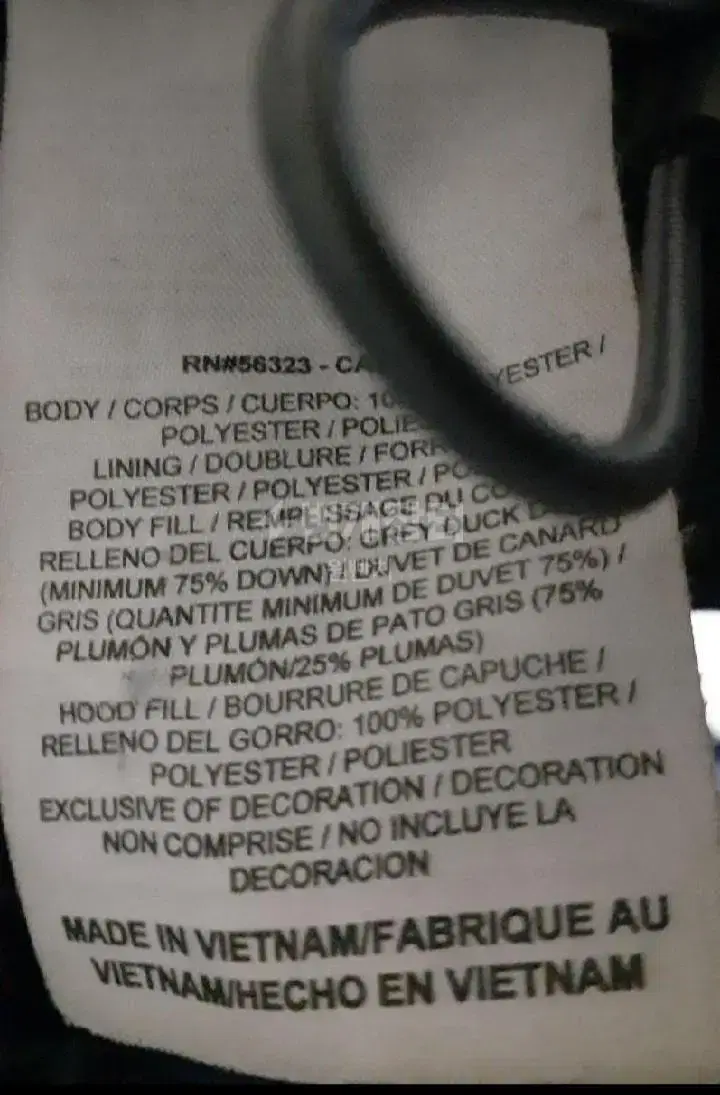 RN#56323 - CA
BODY / CORPS / CUERPO: 10 YESTER /
POLYESTER / POLIE
LINING / DOUBLURE / FORR
POLYESTER / POLYESTER / PO
BODY FILL / REMPLISSAGE DU CO
RELLENO DEL CUERPO: GREY DUCK D
(MINIMUM 75% DOWN) / DUVET DE CANARD
GRIS (QUANTITE MINIMUM DE DUVET 75%) /
PLUMÓN Y PLUMAS DE PATO GRIS (75%
PLUMÓN/25% PLUMAS)
HOOD FILL / BOURRURE DE CAPUCHE /
RELLENO DEL GORRO: 100% POLYESTER /
POLYESTER / POLIESTER
EXCLUSIVE OF DECORATION / DECORATION
NON COMPRISE / NO INCLUYE LA
DECORACION
MADE IN VIETNAM/FABRIQUE AU
VIETNAM/HECHO EN VIETNAM